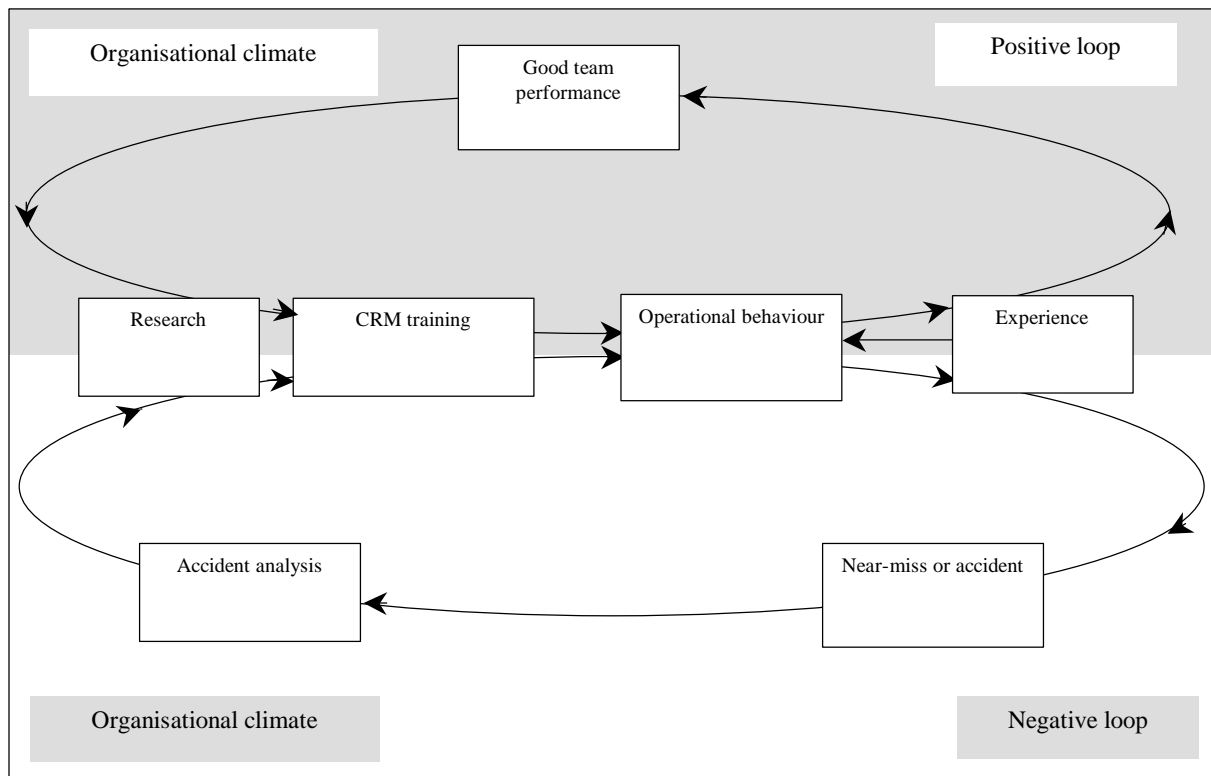 Organisational climate
Positive loop
Good team
performance
Research
CRM training
Operational behaviour
Experience
Accident analysis
Near-miss or accident
Organisational climate
Negative loop